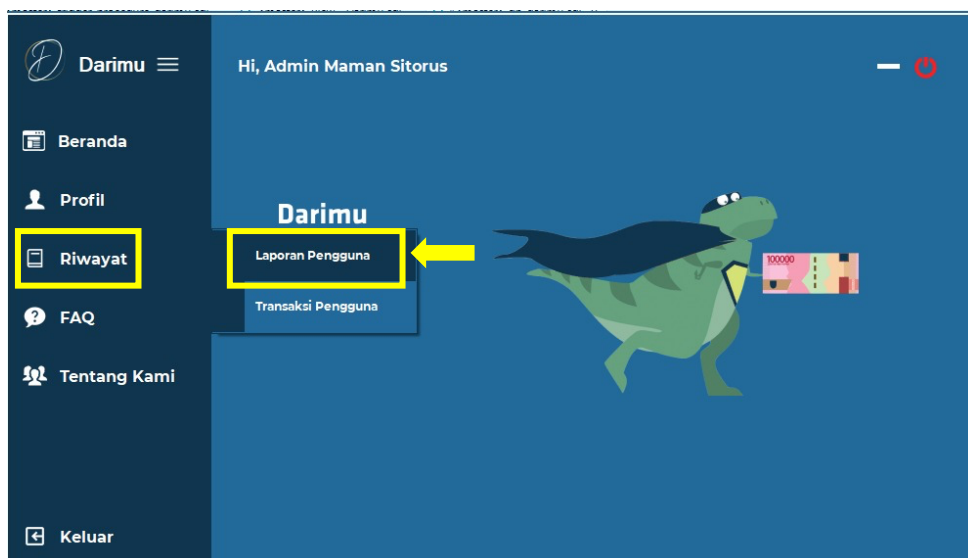 Darimu
Hi, Admin Maman Sitorus
Beranda
Profil
Darimu
Riwayat
Laporan Pengguna
Transaksi Pengguna
FAQ
Tentang Kami
Keluar
100000